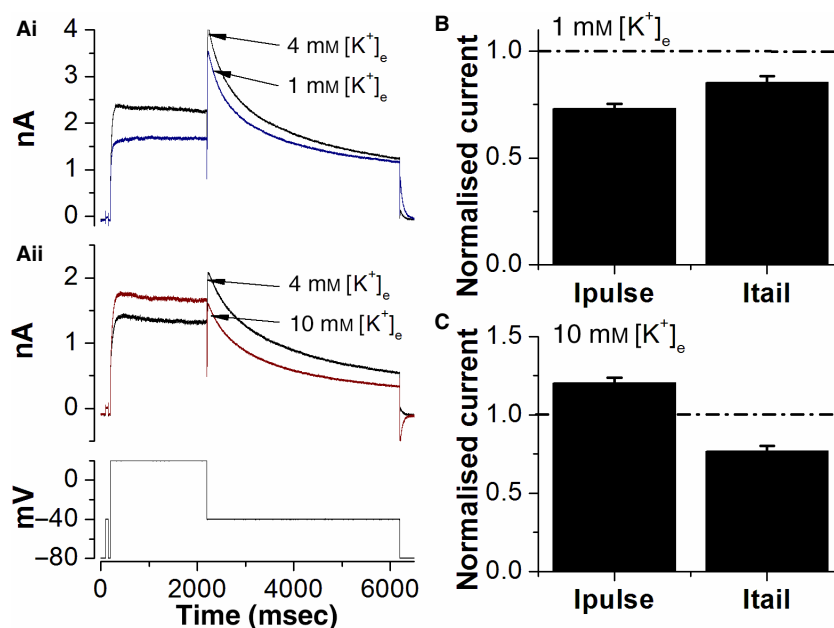 Ai
4 mM [K⁺]ₑ
1 mM [K⁺]ₑ
nA
4
3
2
1
0
Aii
4 mM [K⁺]ₑ
10 mM [K⁺]ₑ
nA
2
1
0
mV
0
−40
−80
0 2000 4000 6000
Time (msec)
B
1 mM [K⁺]ₑ
Normalised current
1.0
0.5
0.0
Ipulse Itail
C
10 mM [K⁺]ₑ
Normalised current
1.5
1.0
0.5
0.0
Ipulse Itail